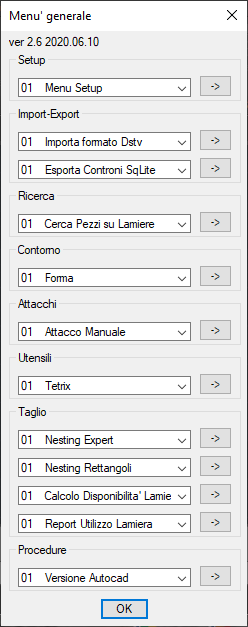 Menu' generale
ver 2.6 2020.06.10
Setup
01 Menu Setup ->
Import-Export
01 Importa formato Dstv ->
01 Esporta Controni SqLite ->
Ricerca
01 Cerca Pezzi su Lamiere ->
Contorno
01 Forma ->
Attacchi
01 Attacco Manuale ->
Utensili
01 Tetrix ->
Taglio
01 Nesting Expert ->
01 Nesting Rettangoli ->
01 Calcolo Disponibilita' Lamie ->
01 Report Utilizzo Lamiera ->
Procedure
01 Versione Autocad ->
OK